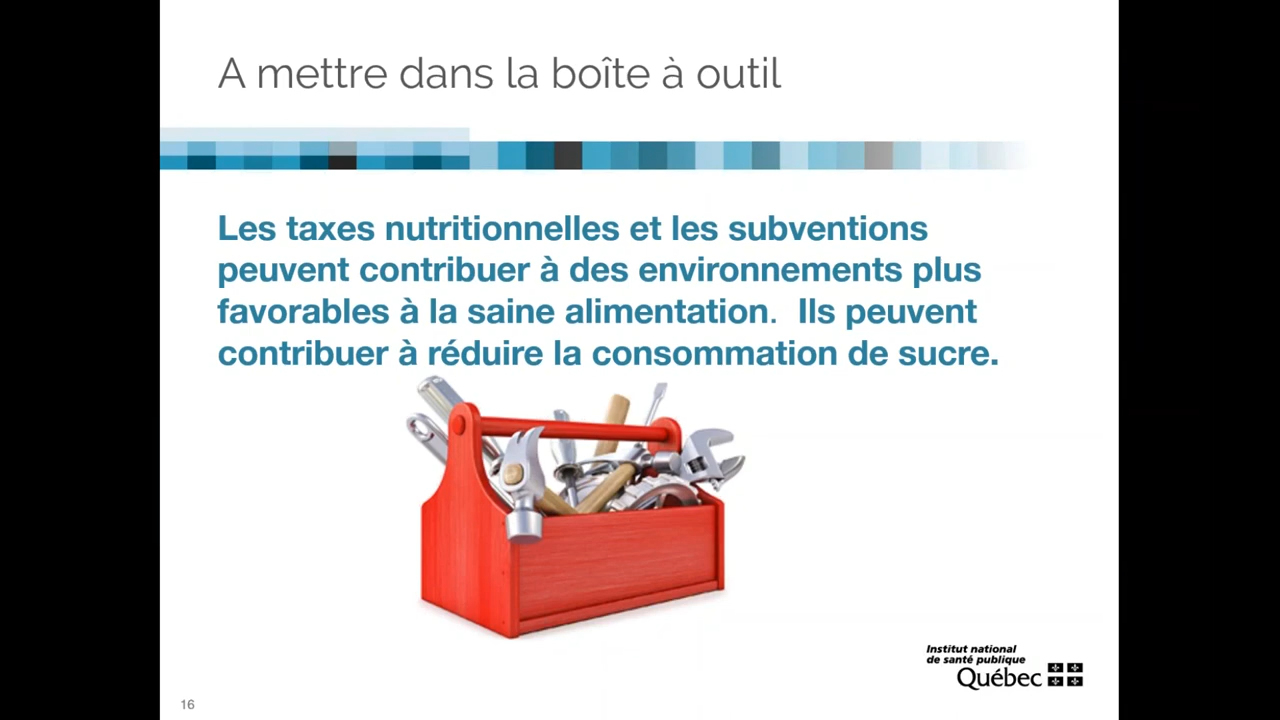 A mettre dans la boîte à outil
Les taxes nutritionnelles et les subventions
peuvent contribuer à des environnements plus
favorables à la saine alimentation.  Ils peuvent
contribuer à réduire la consommation de sucre.
Institut national
de santé publique
Québec
16